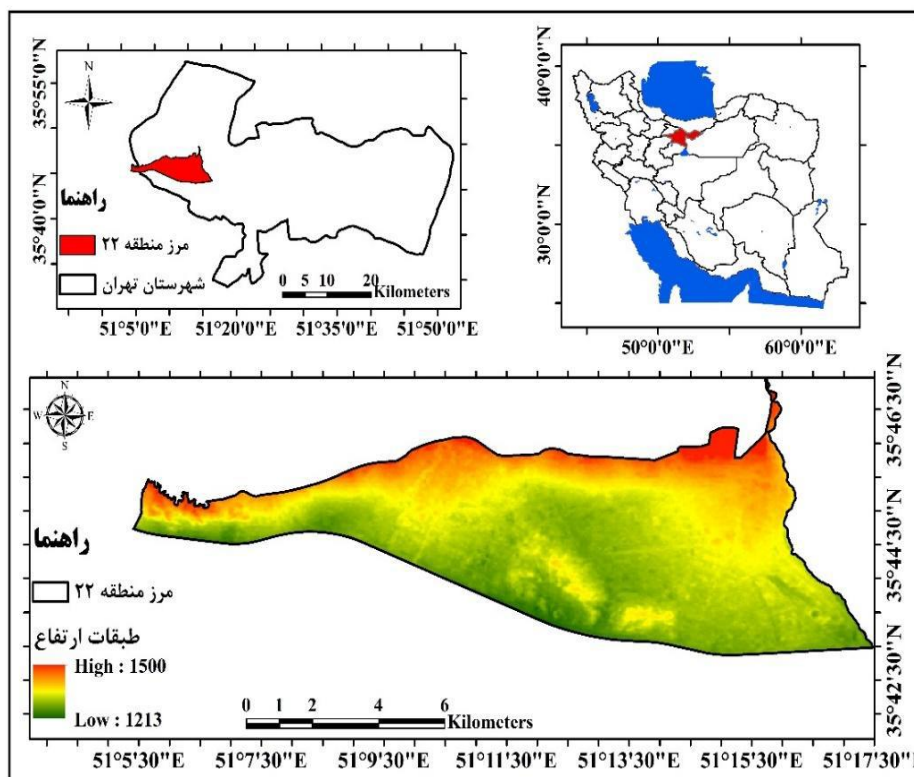 N
35°55'0"N
35°40'0"N
راهنما
مرز منطقه ۲۲
شهرستان تهران
0 5 10 20
Kilometers
51°5'0"E 51°20'0"E 51°35'0"E 51°50'0"E
40°0'0"N
30°0'0"N
50°0'0"E 60°0'0"E
N
W E
S
35°46'30"N
35°44'30"N
35°42'30"N
راهنما
مرز منطقه ۲۲
طبقات ارتفاع
High : 1500
Low : 1213
0 1 2 4 6
Kilometers
51°5'30"E 51°7'30"E 51°9'30"E 51°11'30"E 51°13'30"E 51°15'30"E 51°17'30"E